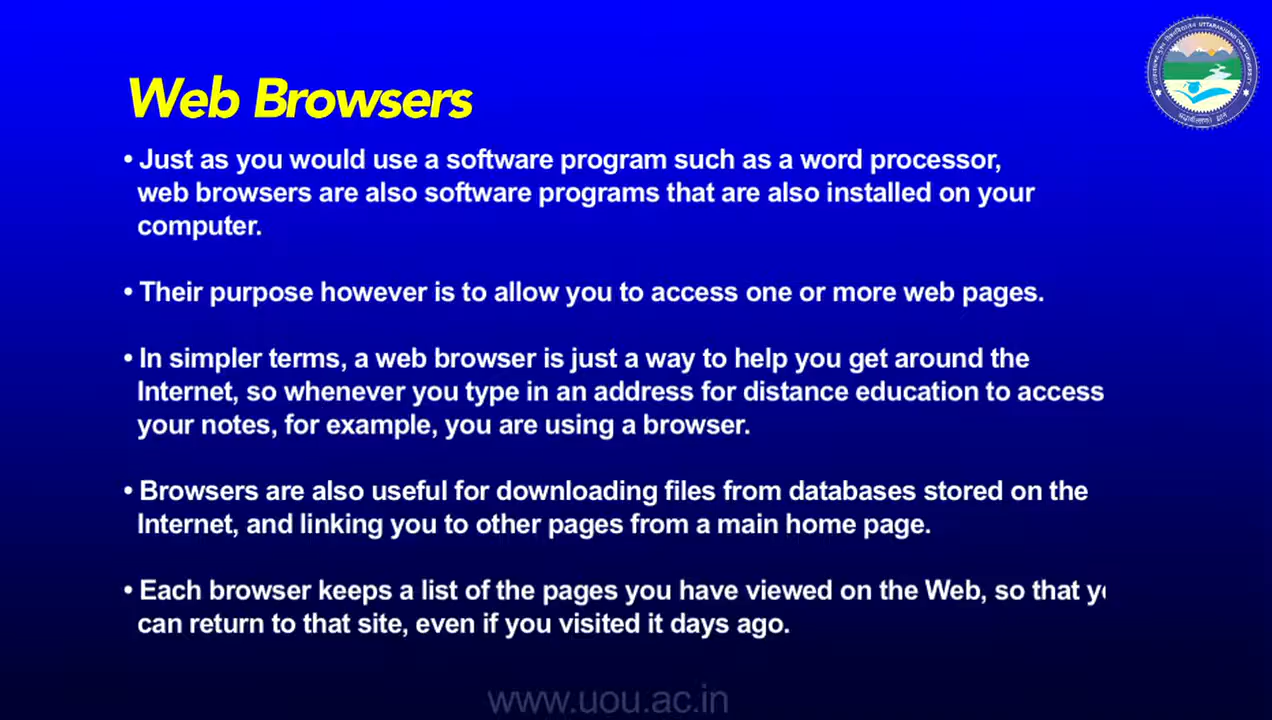 Web Browsers
• Just as you would use a software program such as a word processor,
web browsers are also software programs that are also installed on your
computer.
• Their purpose however is to allow you to access one or more web pages.
• In simpler terms, a web browser is just a way to help you get around the
Internet, so whenever you type in an address for distance education to access
your notes, for example, you are using a browser.
• Browsers are also useful for downloading files from databases stored on the
Internet, and linking you to other pages from a main home page.
• Each browser keeps a list of the pages you have viewed on the Web, so that
can return to that site, even if you visited it days ago.
www.uou.ac.in